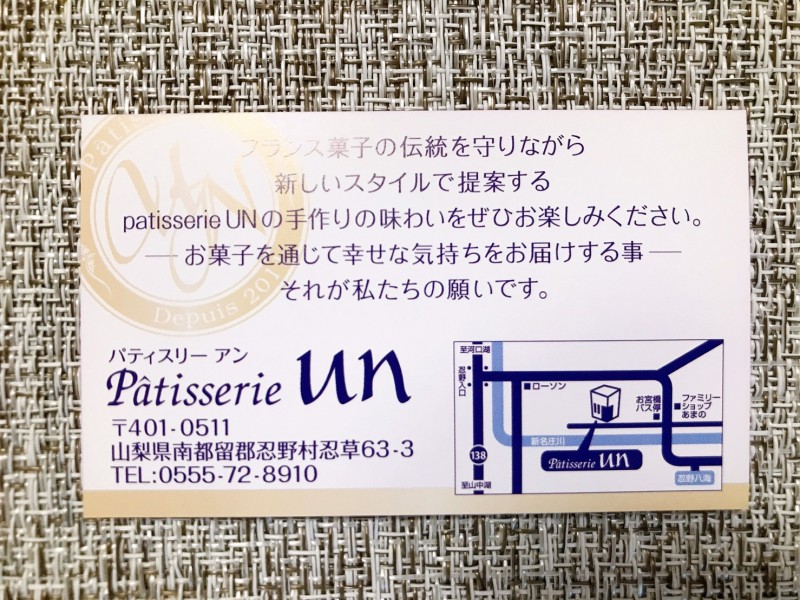 フランス菓子の伝統を守りながら
新しいスタイルで提案する
patisserie UNの手作りの味わいをぜひお楽しみください。
―お菓子を通じて幸せな気持ちをお届けする事―
それが私たちの願いです。
Depuis 201
パティスリー アン
Pâtisserie un
〒401-0511
山梨県南都留郡忍野村忍草63-3
TEL:0555-72-8910
至河口湖
忍野入口
■ローソン
お宮橋
バス停
ファミリー
ショップ
あまの
新名庄川
138
Pâtisserie un
至山中湖
忍野八海